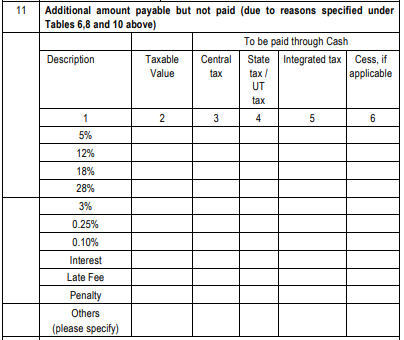 11 Additional amount payable but not paid (due to reasons specified under
Tables 6,8 and 10 above)
To be paid through Cash
Description Taxable Central State Integrated tax Cess, if
Value tax tax / applicable
UT
tax
1 2 3 4 5 6
5%
12%
18%
28%
3%
0.25%
0.10%
Interest
Late Fee
Penalty
Others
(please specify)